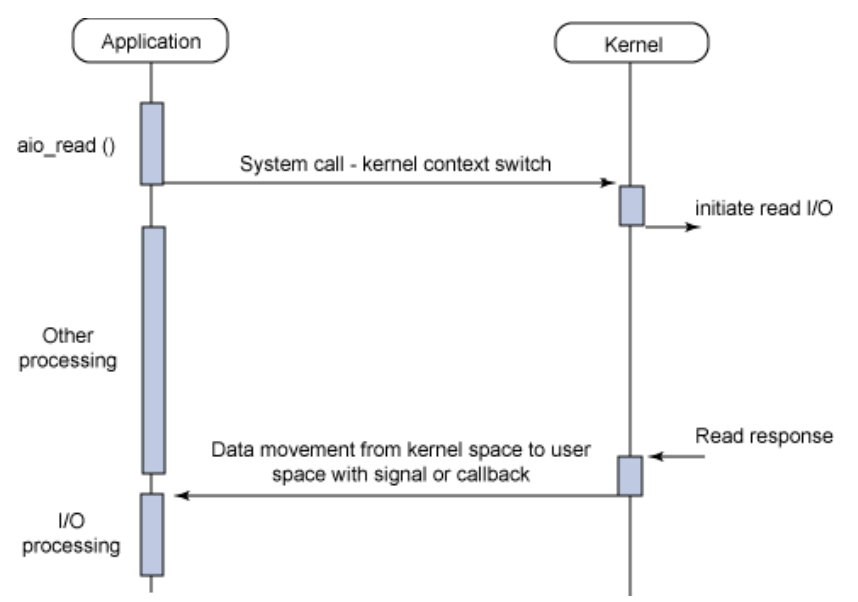 Application
Kernel
aio_read ()
System call - kernel context switch
initiate read I/O
Other
processing
Read response
Data movement from kernel space to user
space with signal or callback
I/O
processing